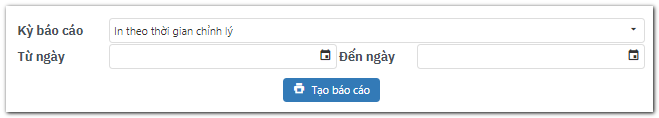 Kỳ báo cáo In theo thời gian chỉnh lý
Từ ngày Đến ngày
Tạo báo cáo